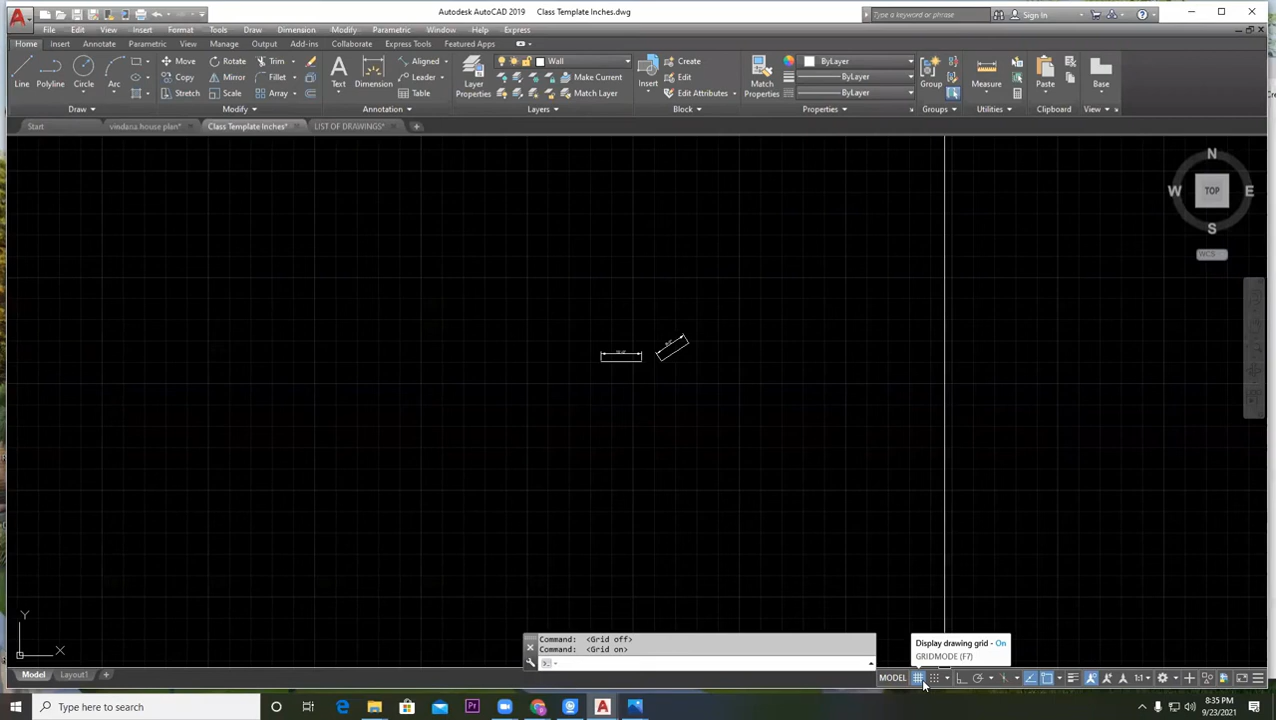 Autodesk AutoCAD 2019 Class Template Inches.dwg
Type a keyword or phrase
Sign In
File Edit View Insert Format Tools Draw Dimension Modify Parametric Window Help Express
Home Insert Annotate Parametric View Manage Output Add-ins Collaborate Express Tools Featured Apps
Line Polyline Circle Arc
Move Rotate Trim
Copy Mirror Fillet
Stretch Scale Array
Draw Modify
Text Dimension
Aligned
Leader
Table
Annotation
Layer Properties
Wall
Make Current
Match Layer
Layers
Insert
Create
Edit
Edit Attributes
Block
Match Properties
ByLayer
ByLayer
ByLayer
Properties
Group
Groups
Measure
Utilities
Paste
Clipboard
Base
View
Start vindana house plan* Class Template Inches* LIST OF DRAWINGS*
N
W TOP E
S
WCS
Y
X
Command: <Grid off>
Command: <Grid on>
Display drawing grid - On
GRIDMODE (F7)
Model Layout1
MODEL
1:1
Type here to search
8:35 PM
9/23/2021